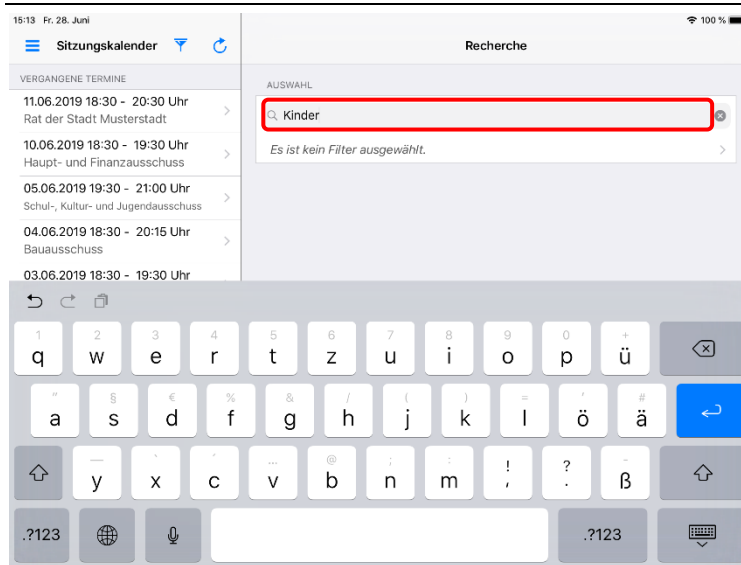 15:13 Fr. 28. Juni 100 %
Sitzungskalender
Recherche
VERGANGENE TERMINE
11.06.2019 18:30 - 20:30 Uhr
Rat der Stadt Musterstadt
10.06.2019 18:30 - 19:30 Uhr
Haupt- und Finanzausschuss
05.06.2019 19:30 - 21:00 Uhr
Schul-, Kultur- und Jugendausschuss
04.06.2019 18:30 - 20:15 Uhr
Bauausschuss
03.06.2019 18:30 - 19:30 Uhr
AUSWAHL
Kinder
Es ist kein Filter ausgewählt.
1 2 3 4 5 6 7 8 9 0 +
q w e r t z u i o p ü
" § € % & / ( ) = ' #
a s d f g h j k l ö ä
— ` ´ ... @ ; : ! ? -
y x c v b n m , . ß
.?123 .?123